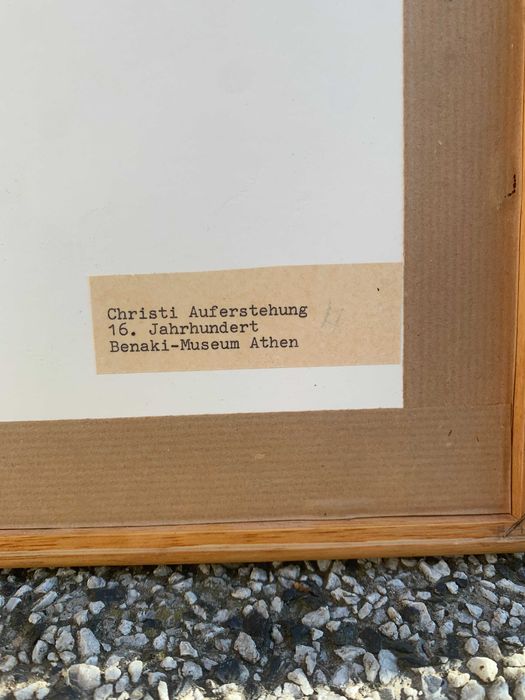 Christi Auferstehung
16. Jahrhundert
Benaki-Museum Athen